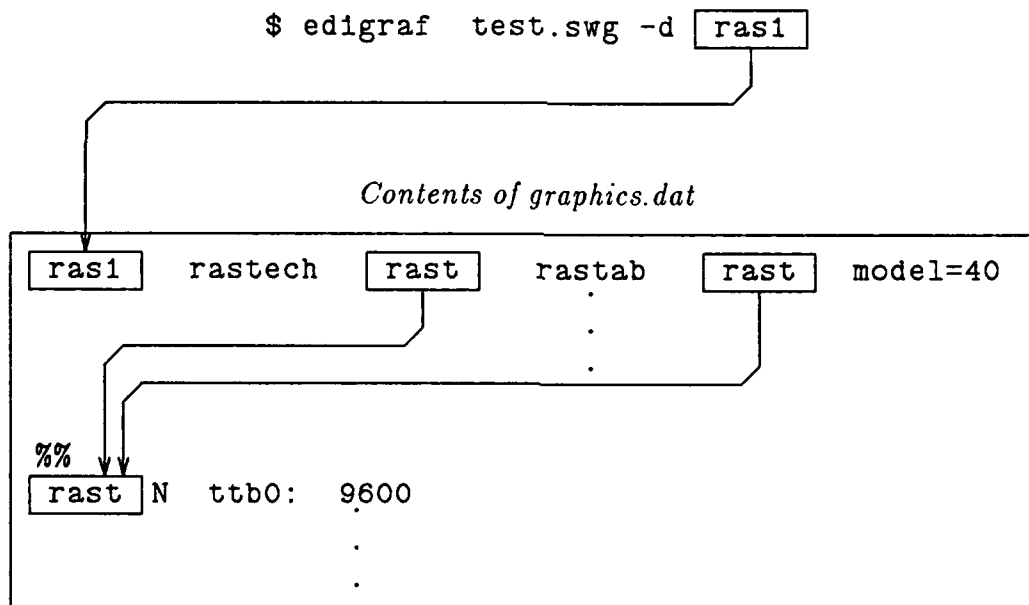 $ edigraf test.swg -d ras1
Contents of graphics.dat
ras1 rastech rast rastab rast model=40
%%
rast N ttb0: 9600